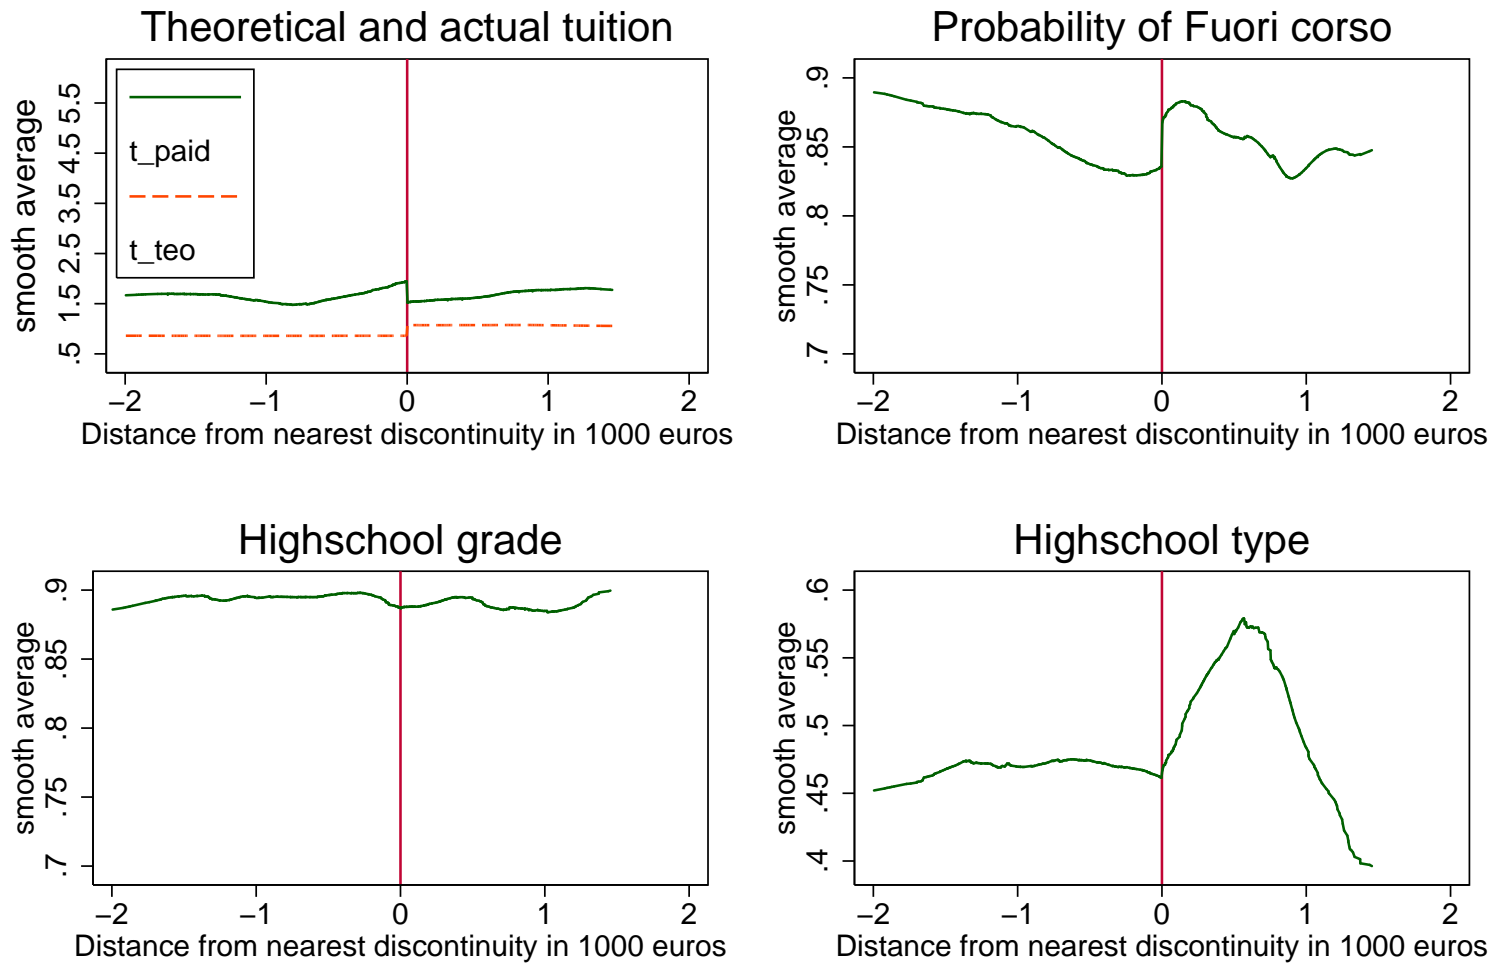 Theoretical and actual tuition
smooth average
.5 1.5 2.5 3.5 4.5 5.5
t_paid
t_teo
−2 −1 0 1 2
Distance from nearest discontinuity in 1000 euros
Probability of Fuori corso
smooth average
.7 .75 .8 .85 .9
−2 −1 0 1 2
Distance from nearest discontinuity in 1000 euros
Highschool grade
smooth average
.7 .75 .8 .85 .9
−2 −1 0 1 2
Distance from nearest discontinuity in 1000 euros
Highschool type
smooth average
.4 .45 .5 .55 .6
−2 −1 0 1 2
Distance from nearest discontinuity in 1000 euros